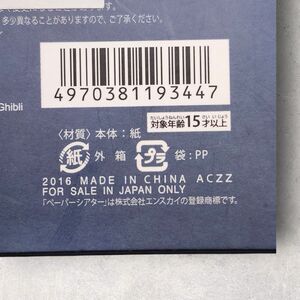 多少異なることがあります。ご了承ください。
Ghibli
4970381193447
たいしょうねんれい さい いじょう
対象年齢15才以上
〈材質〉本体：紙
紙 外 箱 プラ 袋：PP
2016 MADE IN CHINA ACZZ
FOR SALE IN JAPAN ONLY
「ペーパーシアター」は株式会社エンスカイの登録商標です。